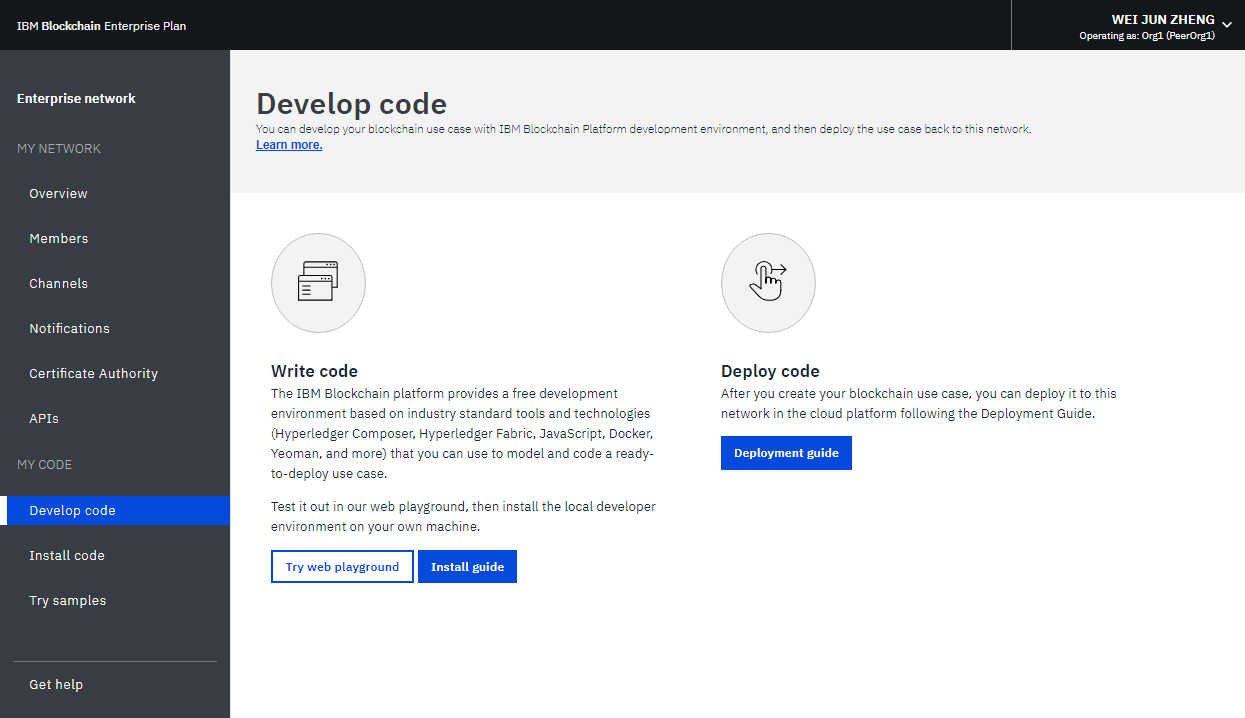 IBM Blockchain Enterprise Plan
WEI JUN ZHENG
Operating as: Org1 (PeerOrg1)
Enterprise network
MY NETWORK
Overview
Members
Channels
Notifications
Certificate Authority
APIs
MY CODE
Develop code
Install code
Try samples
Get help
Develop code
You can develop your blockchain use case with IBM Blockchain Platform development environment, and then deploy the use case back to this network.
Learn more.
Write code
The IBM Blockchain platform provides a free development
environment based on industry standard tools and technologies
(Hyperledger Composer, Hyperledger Fabric, JavaScript, Docker,
Yeoman, and more) that you can use to model and code a ready-
to-deploy use case.
Test it out in our web playground, then install the local developer
environment on your own machine.
Try web playground
Install guide
Deploy code
After you create your blockchain use case, you can deploy it to this
network in the cloud platform following the Deployment Guide.
Deployment guide